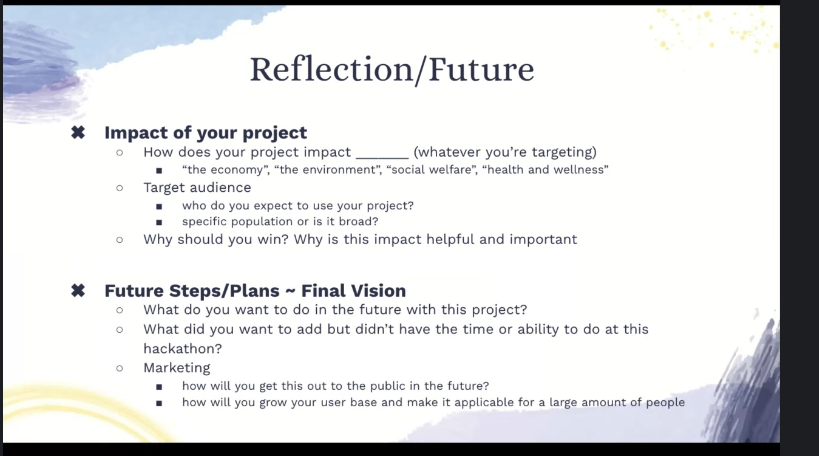 Reflection/Future
✖ Impact of your project
○ How does your project impact _______ (whatever you're targeting)
■ "the economy", "the environment", "social welfare", "health and wellness"
○ Target audience
■ who do you expect to use your project?
■ specific population or is it broad?
○ Why should you win? Why is this impact helpful and important
✖ Future Steps/Plans ~ Final Vision
○ What do you want to do in the future with this project?
○ What did you want to add but didn't have the time or ability to do at this
hackathon?
○ Marketing
■ how will you get this out to the public in the future?
■ how will you grow your user base and make it applicable for a large amount of people